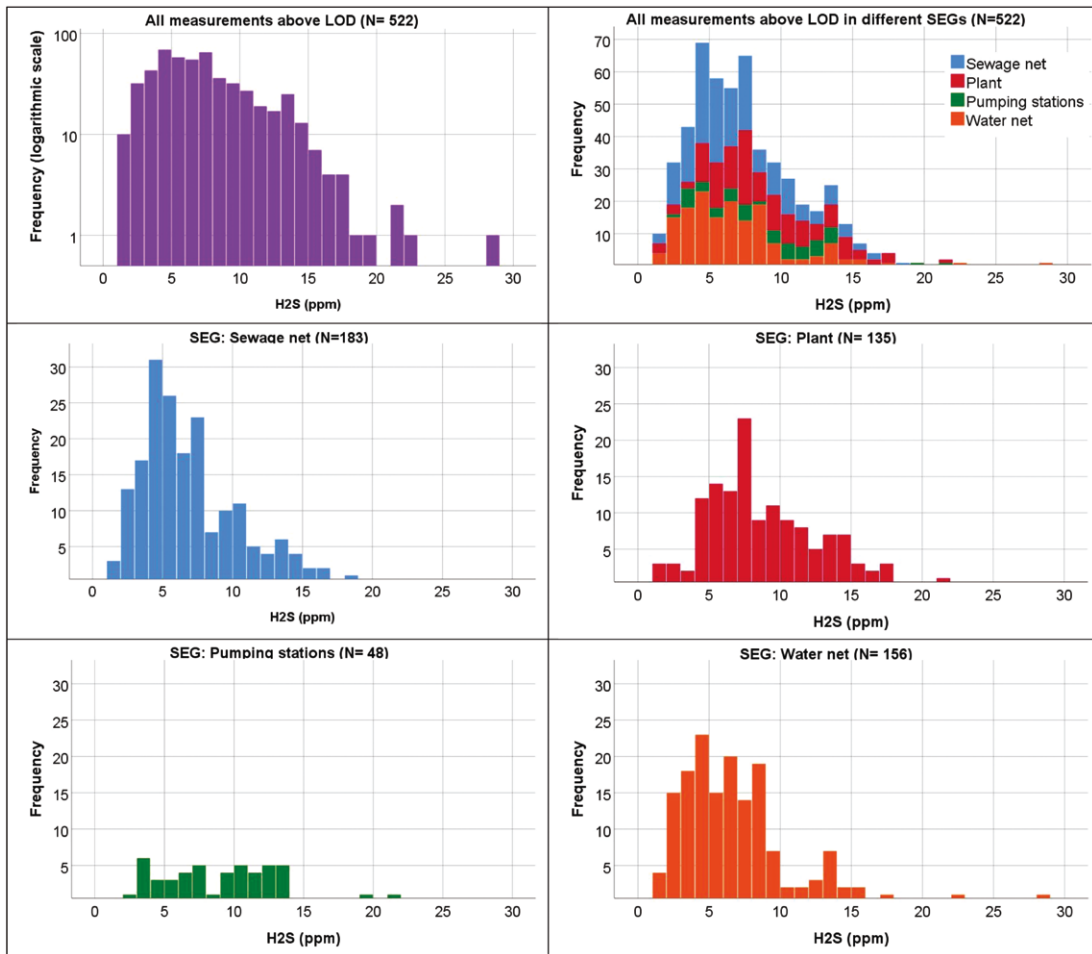 All measurements above LOD (N= 522)
Frequency (logarithmic scale)
100
10
1
0 5 10 15 20 25 30
H2S (ppm)
All measurements above LOD in different SEGs (N=522)
Frequency
70
60
50
40
30
20
10
Sewage net
Plant
Pumping stations
Water net
0 5 10 15 20 25 30
H2S (ppm)
SEG: Sewage net (N=183)
Frequency
30
25
20
15
10
5
0 5 10 15 20 25 30
H2S (ppm)
SEG: Plant (N= 135)
Frequency
30
25
20
15
10
5
0 5 10 15 20 25 30
H2S (ppm)
SEG: Pumping stations (N= 48)
Frequency
30
25
20
15
10
5
0 5 10 15 20 25 30
H2S (ppm)
SEG: Water net (N= 156)
Frequency
30
25
20
15
10
5
0 5 10 15 20 25 30
H2S (ppm)